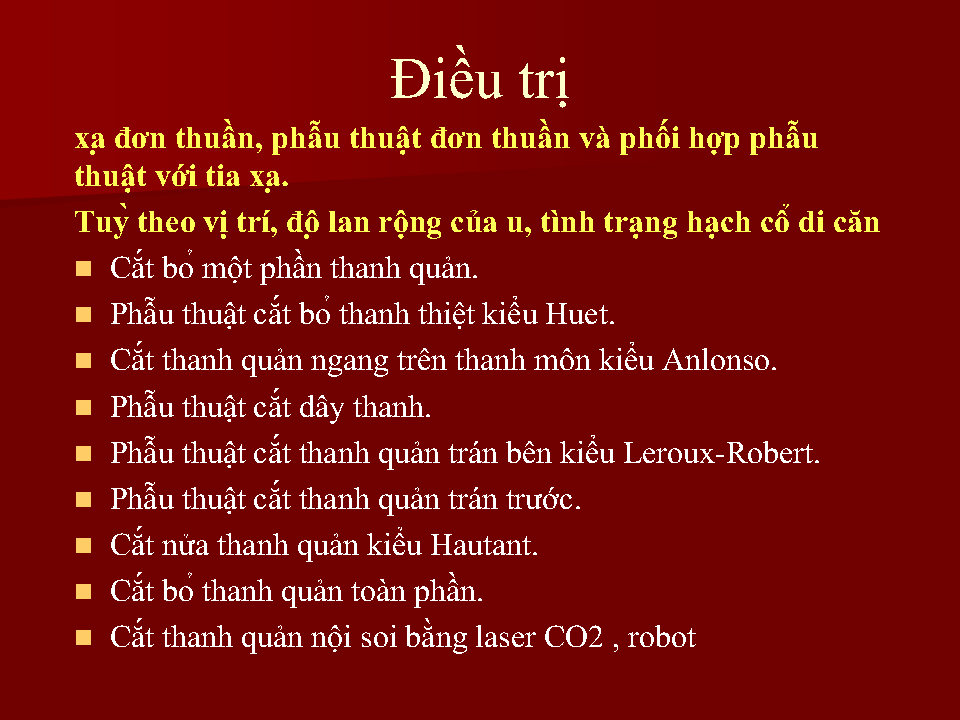 Điều trị
xạ đơn thuần, phẫu thuật đơn thuần và phối hợp phẫu
thuật với tia xạ.
Tuỳ theo vị trí, độ lan rộng của u, tình trạng hạch cổ di căn
Cắt bỏ một phần thanh quản.
Phẫu thuật cắt bỏ thanh thiệt kiểu Huet.
Cắt thanh quản ngang trên thanh môn kiểu Anlonso.
Phẫu thuật cắt dây thanh.
Phẫu thuật cắt thanh quản trán bên kiểu Leroux-Robert.
Phẫu thuật cắt thanh quản trán trước.
Cắt nửa thanh quản kiểu Hautant.
Cắt bỏ thanh quản toàn phần.
Cắt thanh quản nội soi bằng laser CO2 , robot